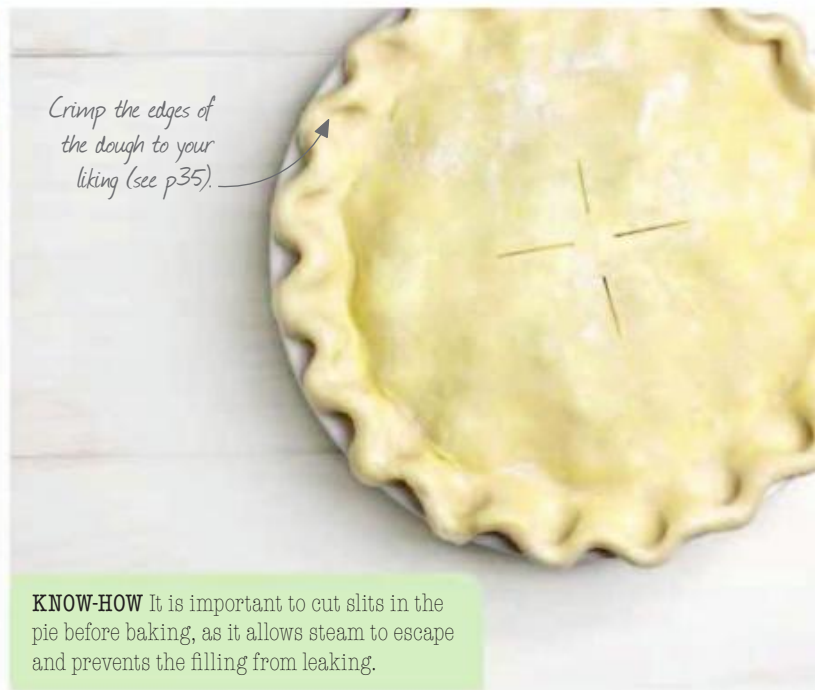 Crimp the edges of
the dough to your
liking (see p35).
KNOW-HOW It is important to cut slits in the
pie before baking, as it allows steam to escape
and prevents the filling from leaking.